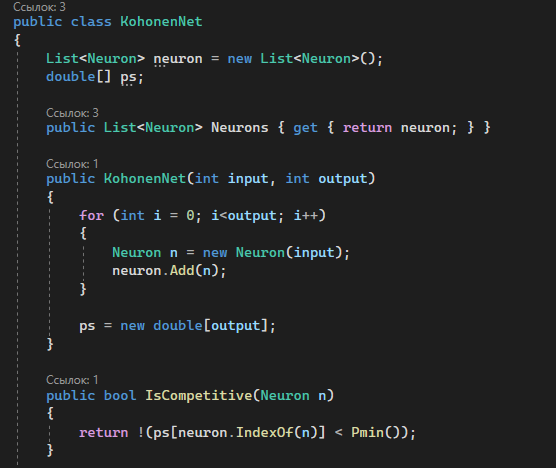 Ссылок: 3
public class KohonenNet
{
List<Neuron> neuron = new List<Neuron>();
double[] ps;
Ссылок: 3
public List<Neuron> Neurons { get { return neuron; } }
Ссылок: 1
public KohonenNet(int input, int output)
{
for (int i = 0; i<output; i++)
{
Neuron n = new Neuron(input);
neuron.Add(n);
}
ps = new double[output];
}
Ссылок: 1
public bool IsCompetitive(Neuron n)
{
return !(ps[neuron.IndexOf(n)] < Pmin());
}